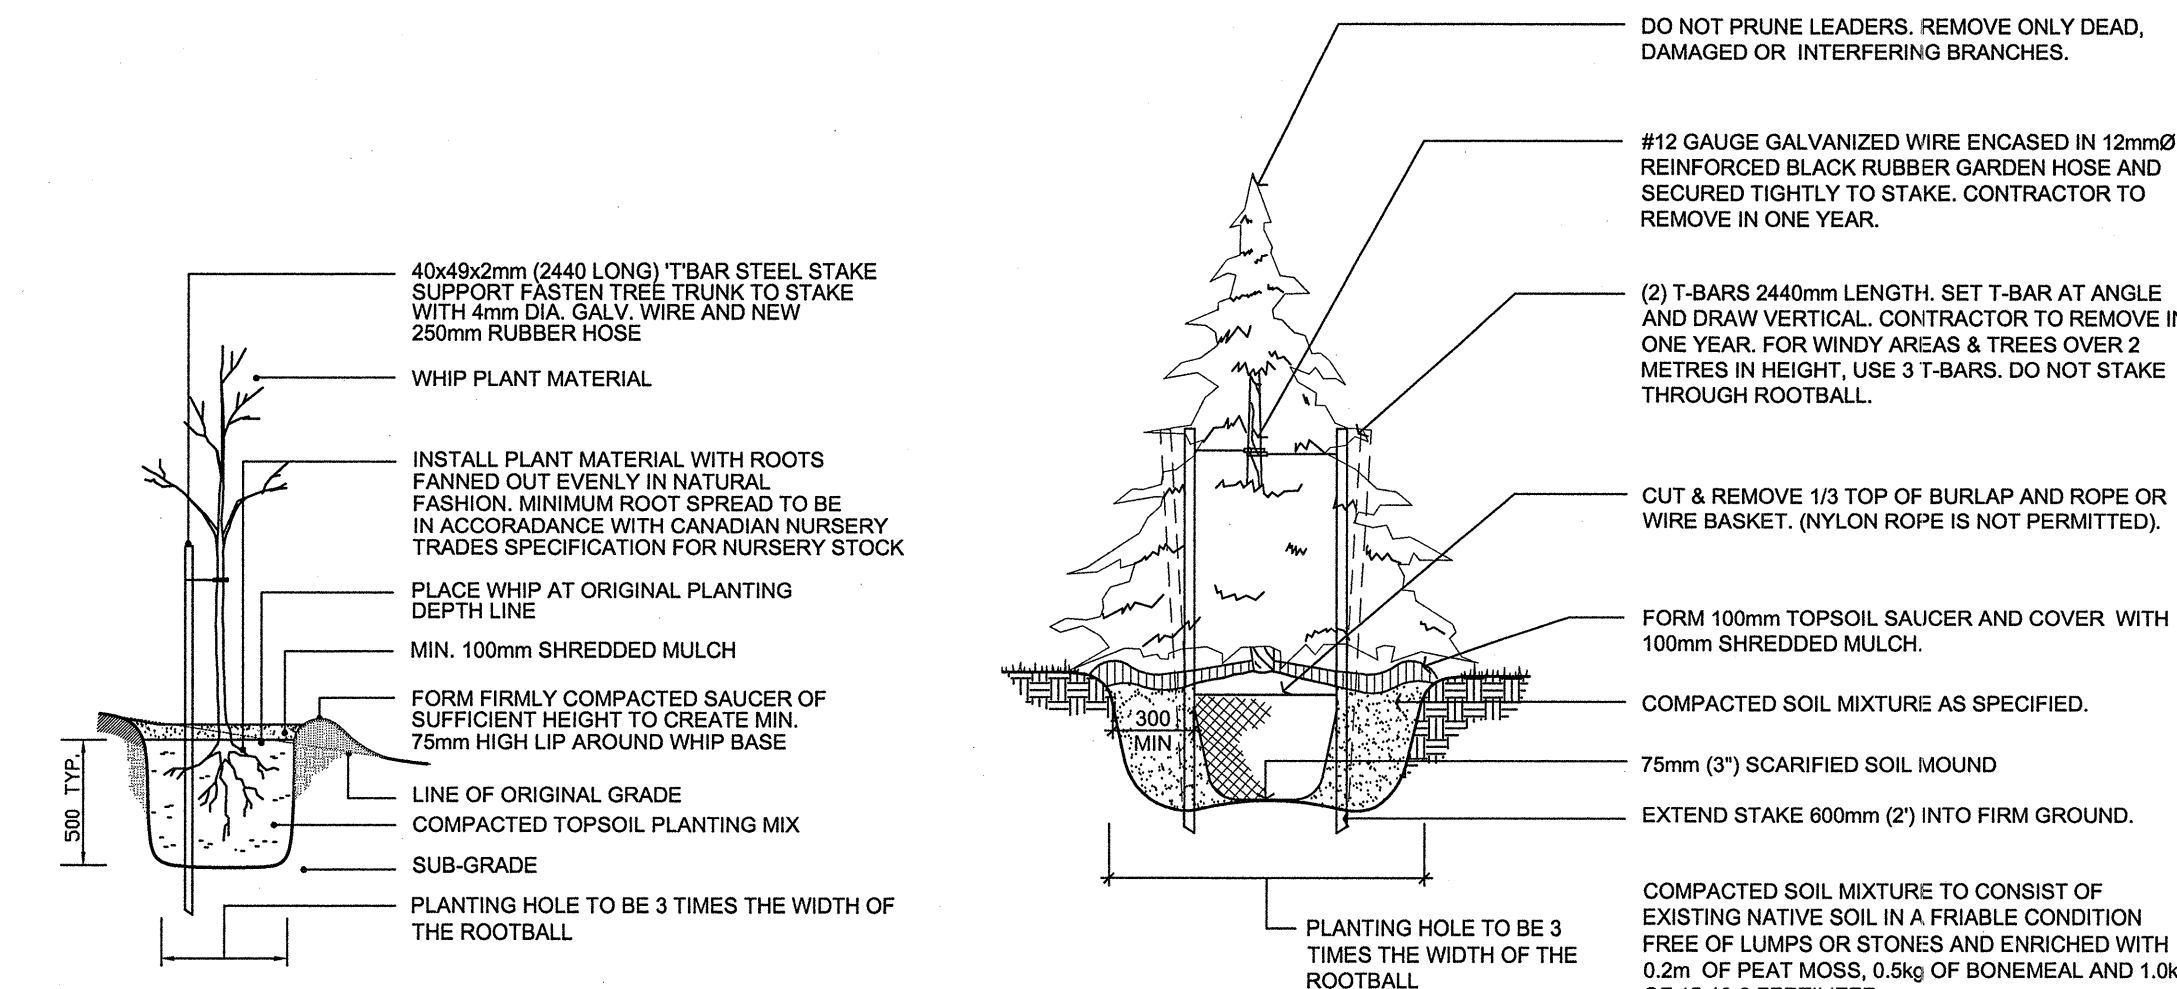 40x49x2mm (2440 LONG) 'T'BAR STEEL STAKE
SUPPORT FASTEN TREE TRUNK TO STAKE
WITH 4mm DIA. GALV. WIRE AND NEW
250mm RUBBER HOSE
WHIP PLANT MATERIAL
INSTALL PLANT MATERIAL WITH ROOTS
FANNED OUT EVENLY IN NATURAL
FASHION. MINIMUM ROOT SPREAD TO BE
IN ACCORADANCE WITH CANADIAN NURSERY
TRADES SPECIFICATION FOR NURSERY STOCK
PLACE WHIP AT ORIGINAL PLANTING
DEPTH LINE
MIN. 100mm SHREDDED MULCH
FORM FIRMLY COMPACTED SAUCER OF
SUFFICIENT HEIGHT TO CREATE MIN.
75mm HIGH LIP AROUND WHIP BASE
LINE OF ORIGINAL GRADE
COMPACTED TOPSOIL PLANTING MIX
SUB-GRADE
PLANTING HOLE TO BE 3 TIMES THE WIDTH OF
THE ROOTBALL
500 TYP.
DO NOT PRUNE LEADERS. REMOVE ONLY DEAD,
DAMAGED OR INTERFERING BRANCHES.
#12 GAUGE GALVANIZED WIRE ENCASED IN 12mmØ
REINFORCED BLACK RUBBER GARDEN HOSE AND
SECURED TIGHTLY TO STAKE. CONTRACTOR TO
REMOVE IN ONE YEAR.
(2) T-BARS 2440mm LENGTH. SET T-BAR AT ANGLE
AND DRAW VERTICAL. CONTRACTOR TO REMOVE
ONE YEAR. FOR WINDY AREAS & TREES OVER 2
METRES IN HEIGHT, USE 3 T-BARS. DO NOT STAKE
THROUGH ROOTBALL.
CUT & REMOVE 1/3 TOP OF BURLAP AND ROPE OR
WIRE BASKET. (NYLON ROPE IS NOT PERMITTED).
FORM 100mm TOPSOIL SAUCER AND COVER WITH
100mm SHREDDED MULCH.
COMPACTED SOIL MIXTURE AS SPECIFIED.
75mm (3") SCARIFIED SOIL MOUND
EXTEND STAKE 600mm (2') INTO FIRM GROUND.
300
MIN
PLANTING HOLE TO BE 3
TIMES THE WIDTH OF THE
ROOTBALL
COMPACTED SOIL MIXTURE TO CONSIST OF
EXISTING NATIVE SOIL IN A FRIABLE CONDITION
FREE OF LUMPS OR STONES AND ENRICHED WITH
0.2m OF PEAT MOSS, 0.5kg OF BONEMEAL AND